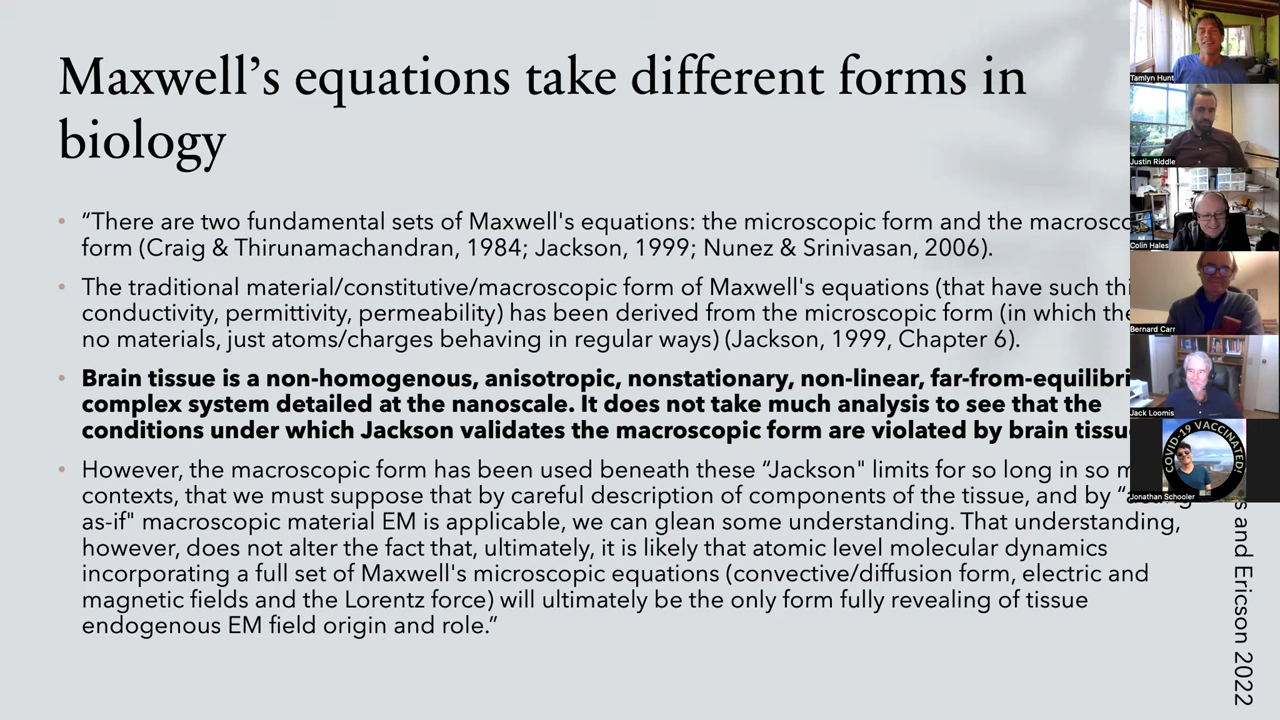 Maxwell’s equations take different forms in
biology
• “There are two fundamental sets of Maxwell's equations: the microscopic form and the
form (Craig & Thirunamachandran, 1984; Jackson, 1999; Nunez & Srinivasan, 2006).
• The traditional material/constitutive/macroscopic form of Maxwell's equations (that have such
conductivity, permittivity, permeability) has been derived from the microscopic form (in which
no materials, just atoms/charges behaving in regular ways) (Jackson, 1999, Chapter 6).
• Brain tissue is a non-homogenous, anisotropic, nonstationary, non-linear,
complex system detailed at the nanoscale. It does not take much analysis to see that the
conditions under which Jackson validates the macroscopic form are violated by brain
• However, the macroscopic form has been used beneath these “Jackson" limits for so long in so
contexts, that we must suppose that by careful description of components of the tissue, and by
as-if" macroscopic material EM is applicable, we can glean some understanding. That understanding,
however, does not alter the fact that, ultimately, it is likely that atomic level molecular dynamics
incorporating a full set of Maxwell's microscopic equations (convective/diffusion form, electric and
magnetic fields and the Lorentz force) will ultimately be the only form fully revealing of tissue
endogenous EM field origin and role.”
and Ericson 2022
Tamlyn Hunt
Justin Riddle
Colin Hales
Bernard Carr
Jack Loomis
COVID-19 VACCINATED!
Jonathan Schooler